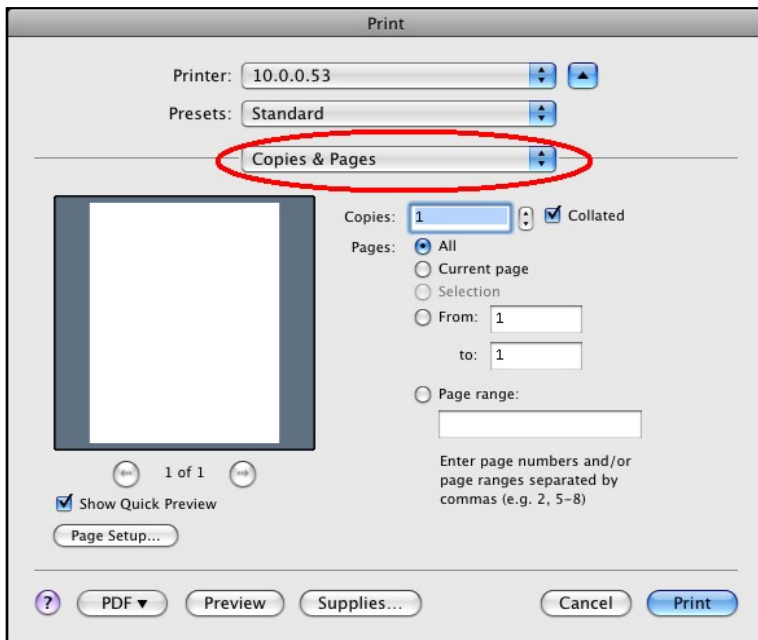 Print
Printer: 10.0.0.53
Presets: Standard
Copies & Pages
Copies: 1 Collated
Pages: All
Current page
Selection
From: 1
to: 1
Page range:
Enter page numbers and/or
page ranges separated by
commas (e.g. 2, 5-8)
1 of 1
Show Quick Preview
Page Setup...
? PDF Preview Supplies... Cancel Print